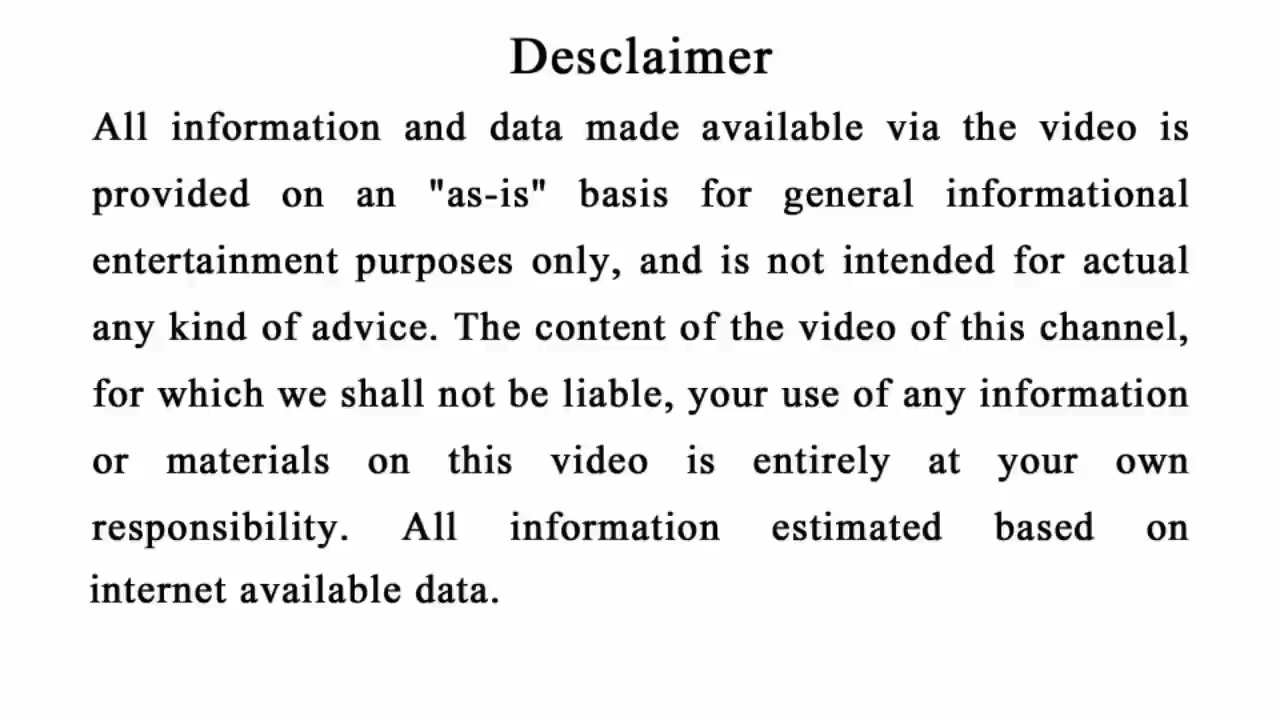 Desclaimer
All information and data made available via the video is
provided on an "as-is" basis for general informational
entertainment purposes only, and is not intended for actual
any kind of advice. The content of the video of this channel,
for which we shall not be liable, your use of any information
or materials on this video is entirely at your own
responsibility. All information estimated based on
internet available data.